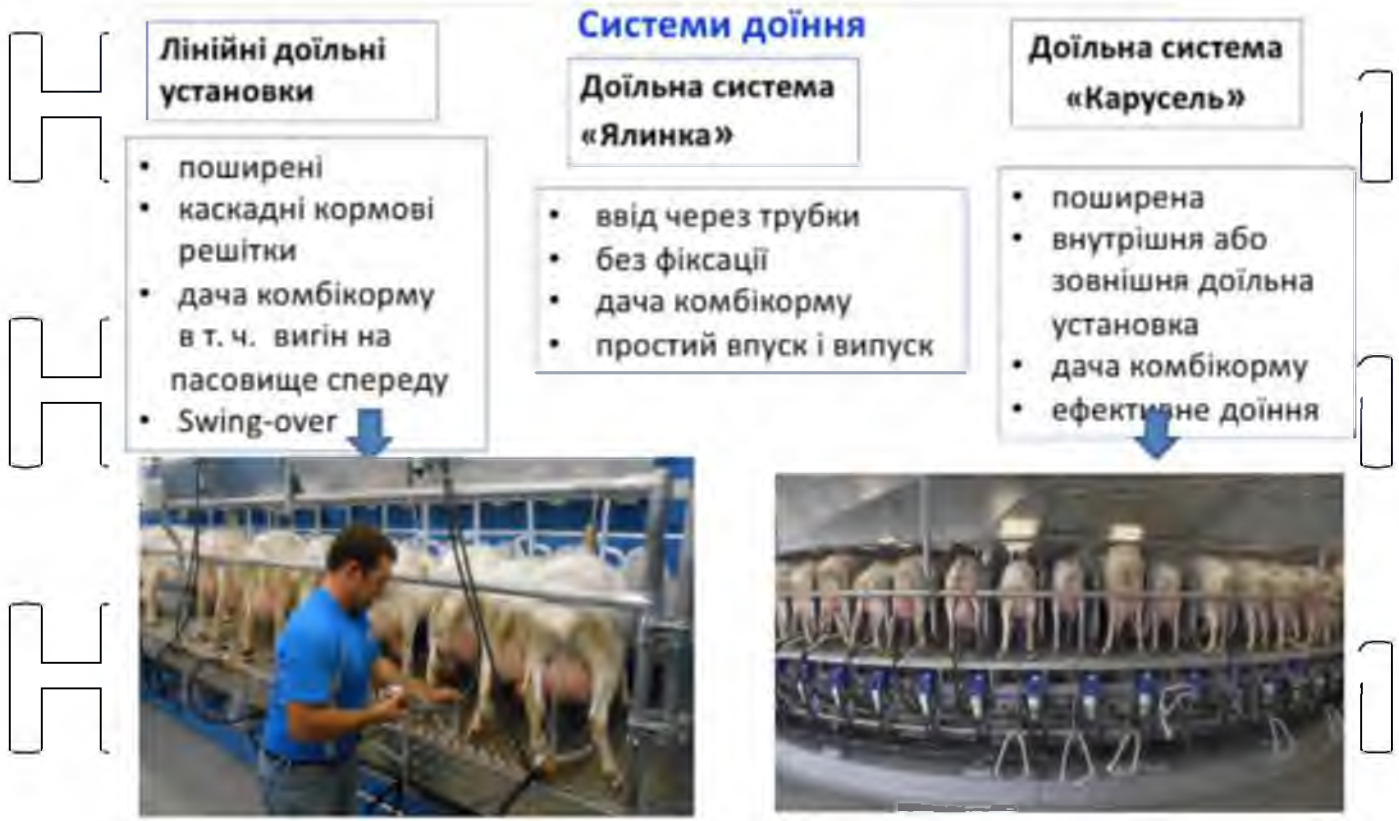 Системи доїння
Лінійні доїльні
установки
• поширені
• каскадні кормові
решітки
• дача комбікорму
в т. ч. вигін на
пасовище спереду
• Swing-over
Доїльна система
«Ялинка»
• ввід через трубки
• без фіксації
• дача комбікорму
• простий впуск і випуск
Доїльна система
«Карусель»
• поширена
• внутрішня або
зовнішня доїльна
установка
• дача комбікорму
• ефективне доїння